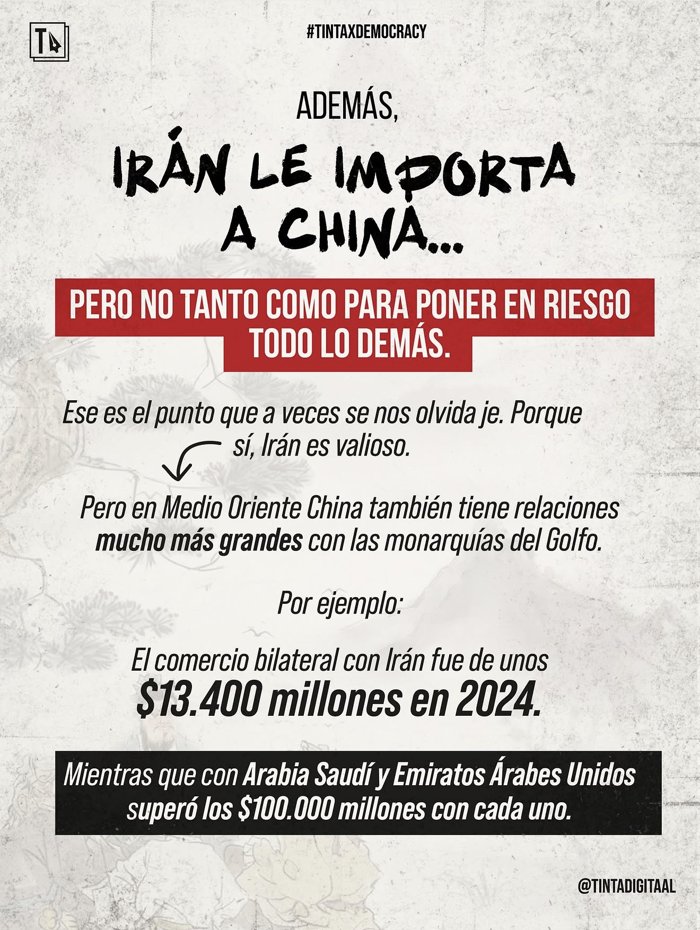 #TINTAXDEMOCRACY
T
ADEMÁS,
IRÁN LE IMPORTA
A CHINA...
PERO NO TANTO COMO PARA PONER EN RIESGO
TODO LO DEMÁS.
Ese es el punto que a veces se nos olvida je. Porque
sí, Irán es valioso.
Pero en Medio Oriente China también tiene relaciones
mucho más grandes con las monarquías del Golfo.
Por ejemplo:
El comercio bilateral con Irán fue de unos
$13.400 millones en 2024.
Mientras que con Arabia Saudí y Emiratos Árabes Unidos
superó los $100.000 millones con cada uno.
@TINTADIGITAAL